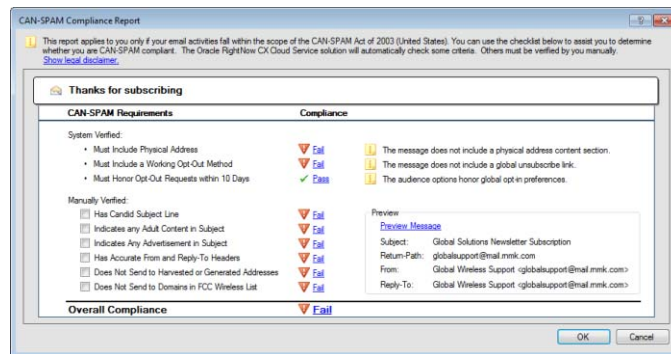 CAN-SPAM Compliance Report
This report applies to you only if your email activities fall within the scope of the CAN-SPAM Act of 2003 (United States). You can use the checklist below to assist you to determine
whether you are CAN-SPAM compliant. The Oracle RightNow CX Cloud Service solution will automatically check some criteria. Others must be verified by you manually.
Show legal disclaimer.
Thanks for subscribing
CAN-SPAM Requirements Compliance
System Verified:
• Must Include Physical Address Fail The message does not include a physical address content section.
• Must Include a Working Opt-Out Method Fail The message does not include a global unsubscribe link.
• Must Honor Opt-Out Requests within 10 Days Pass The audience options honor global opt-in preferences.
Manually Verified:
Has Candid Subject Line Fail
Indicates any Adult Content in Subject Fail
Indicates Any Advertisement in Subject Fail
Has Accurate From and Reply-To Headers Fail
Does Not Send to Harvested or Generated Addresses Fail
Does Not Send to Domains in FCC Wireless List Fail
Preview
Preview Message
Subject: Global Solutions Newsletter Subscription
Return-Path: globalsupport@mail.mmk.com
From: Global Wireless Support <globalsupport@mail.mmk.com>
Reply-To: Global Wireless Support <globalsupport@mail.mmk.com>
Overall Compliance Fail
OK Cancel